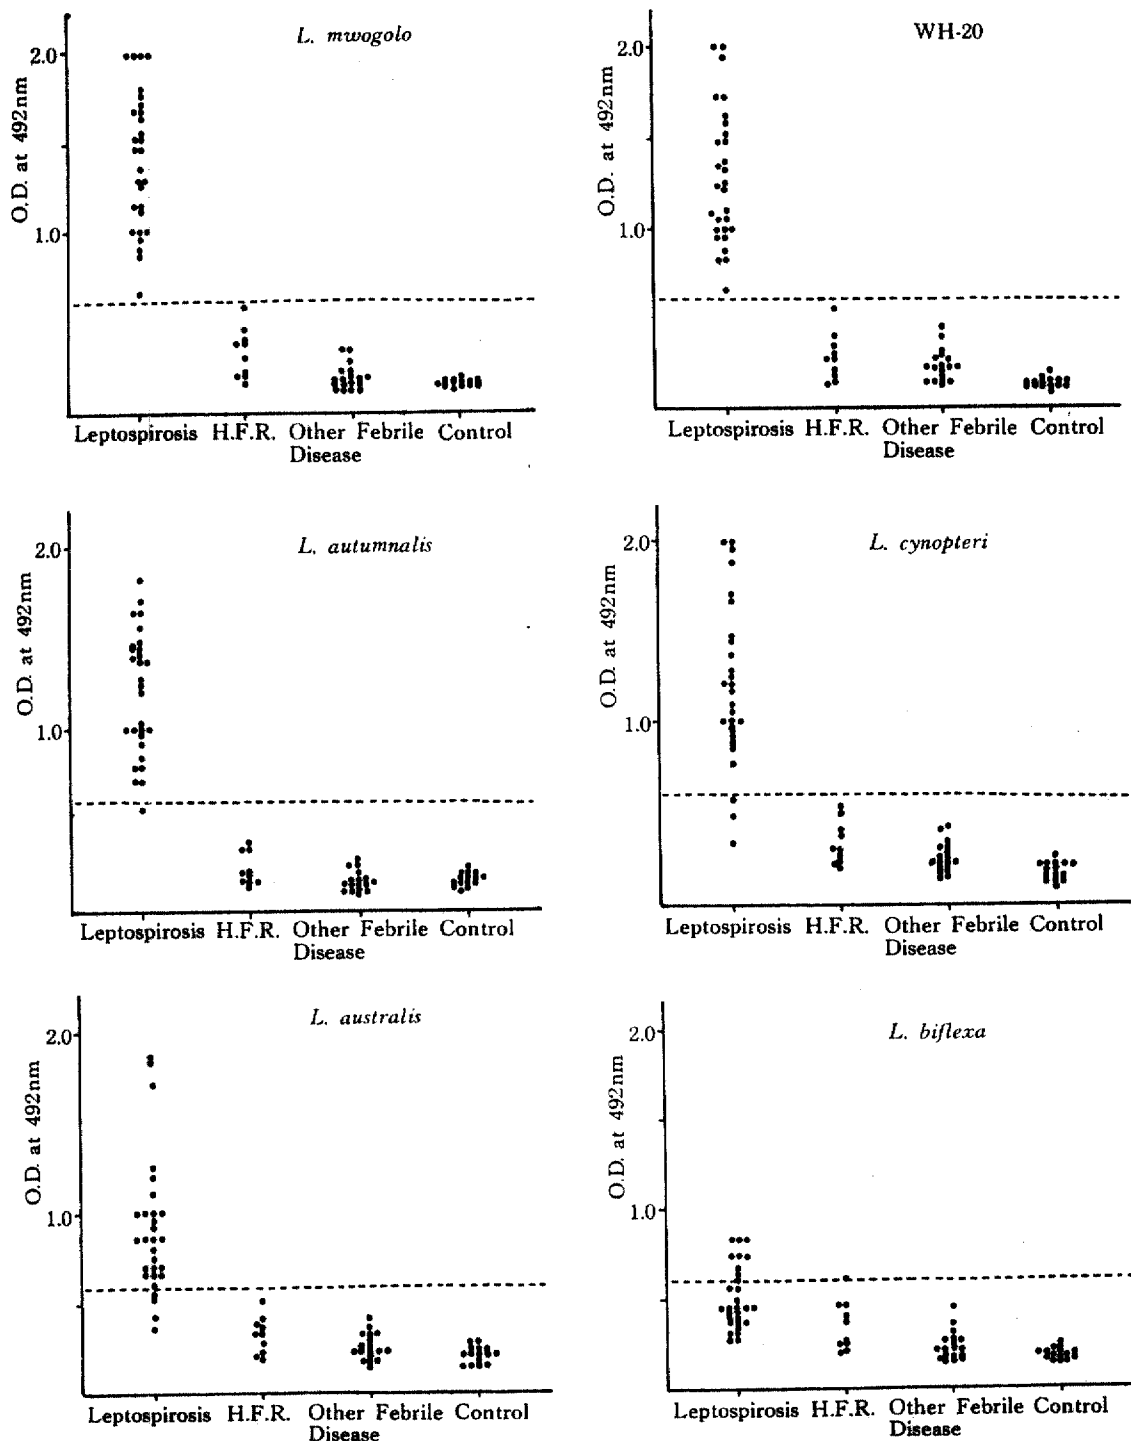 L. mwogolo
2.0
1.0
O.D. at 492nm
Leptospirosis H.F.R. Other Febrile Control
Disease
WH-20
2.0
1.0
O.D. at 492nm
Leptospirosis H.F.R. Other Febrile Control
Disease
L. autumnalis
2.0
1.0
O.D. at 492nm
Leptospirosis H.F.R. Other Febrile Control
Disease
L. cynopteri
2.0
1.0
O.D. at 492nm
Leptospirosis H.F.R. Other Febrile Control
Disease
L. australis
2.0
1.0
O.D. at 492nm
Leptospirosis H.F.R. Other Febrile Control
Disease
L. biflexa
2.0
1.0
O.D. at 492nm
Leptospirosis H.F.R. Other Febrile Control
Disease